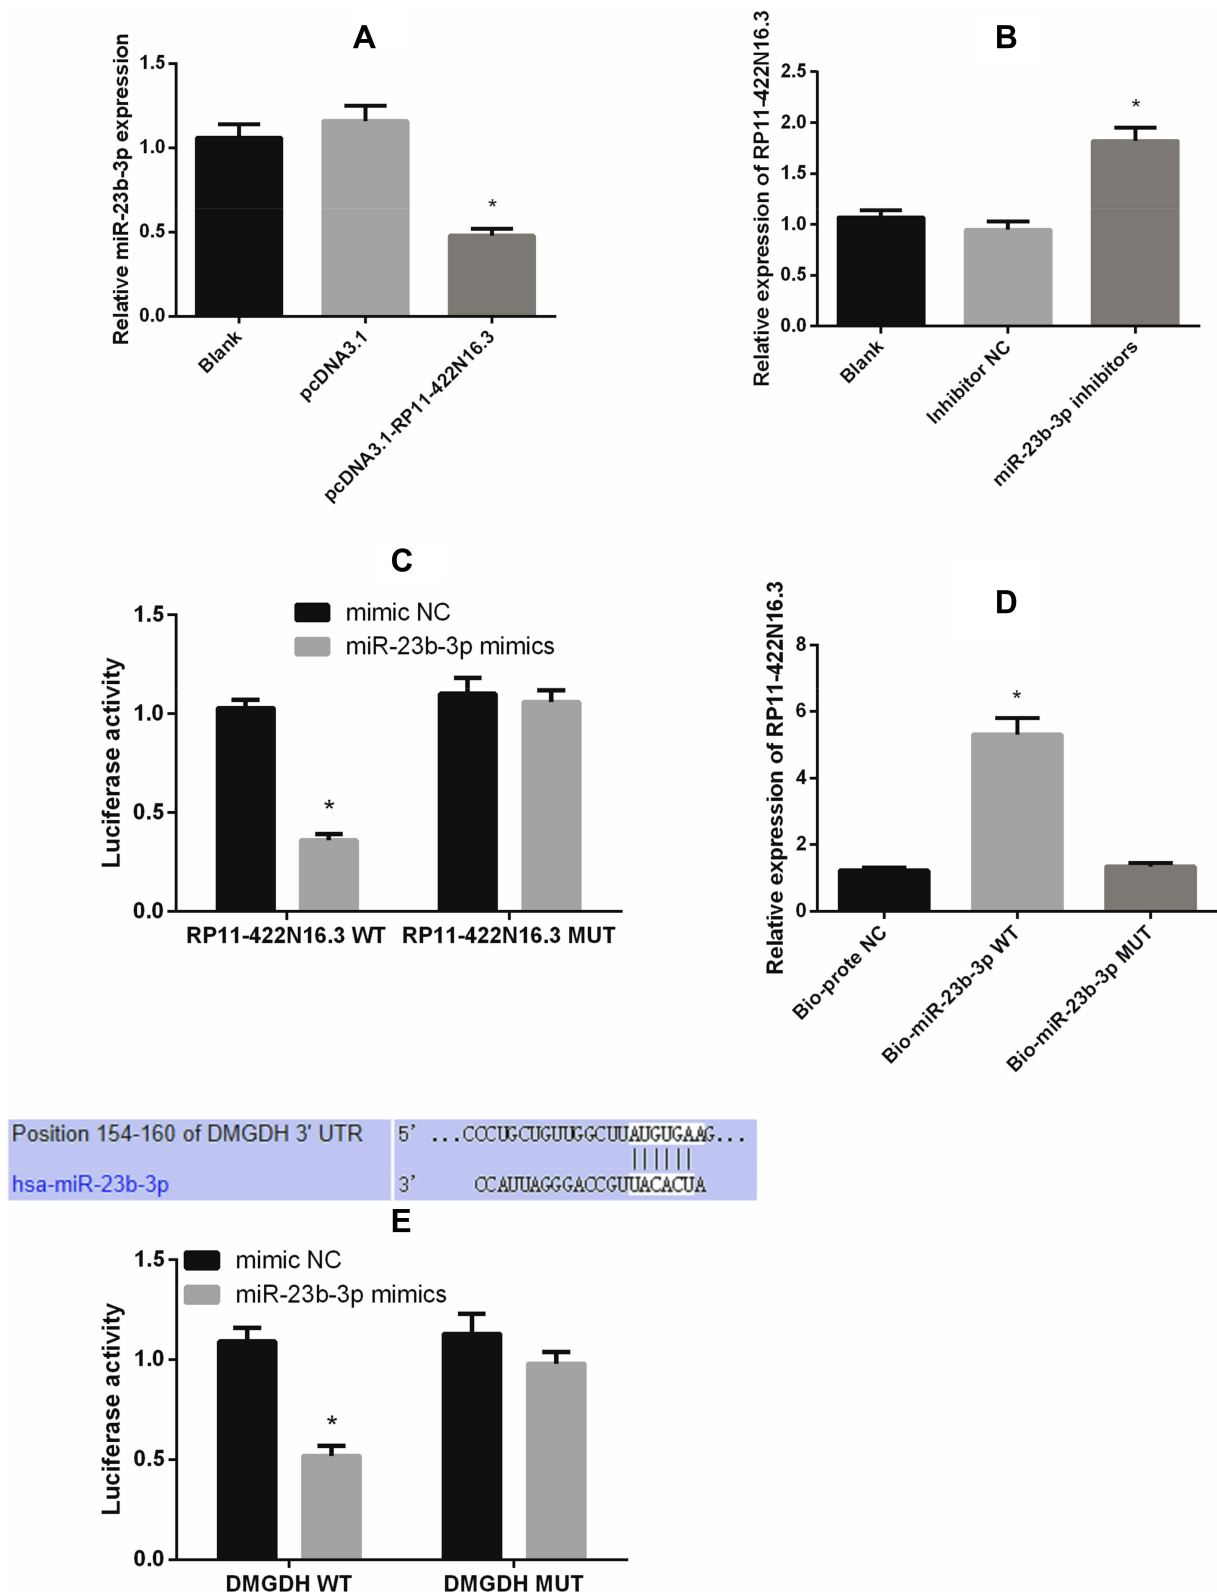 A
Relative miR-23b-3p expression
1.5
1.0
0.5
0.0
Blank
pcDNA3.1
pcDNA3.1-RP11-422N16.3
*
B
Relative expression of RP11-422N16.3
2.5
2.0
1.5
1.0
0.5
0.0
Blank
Inhibitor NC
miR-23b-3p inhibitors
*
C
mimic NC
miR-23b-3p mimics
Luciferase activity
1.5
1.0
0.5
0.0
*
RP11-422N16.3 WT
RP11-422N16.3 MUT
D
Relative expression of RP11-422N16.3
8
6
4
2
0
*
Bio-prote NC
Bio-miR-23b-3p WT
Bio-miR-23b-3p MUT
Position 154-160 of DMGDH 3' UTR
5' ...CCCUGCUGUUGGCUUAUGUGAAG...
hsa-miR-23b-3p
3' CCAUUAGGGACCGUUUACACUA
E
mimic NC
miR-23b-3p mimics
Luciferase activity
1.5
1.0
0.5
0.0
*
DMGDH WT
DMGDH MUT